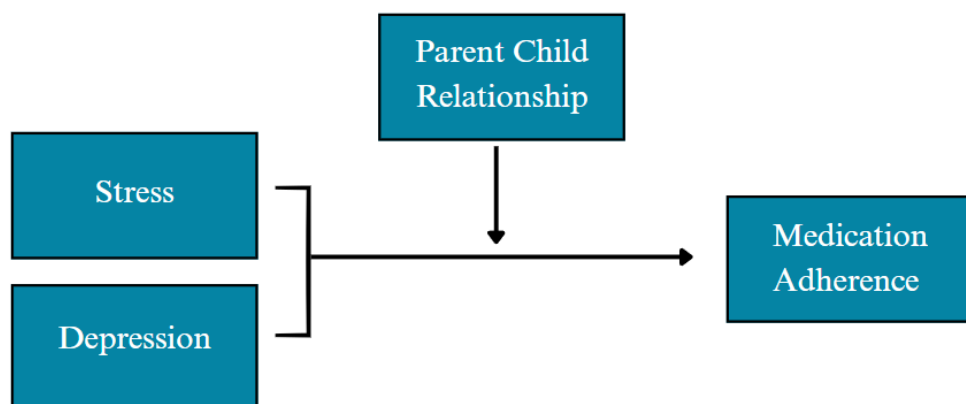 Parent Child
Relationship
Stress
Depression
Medication
Adherence